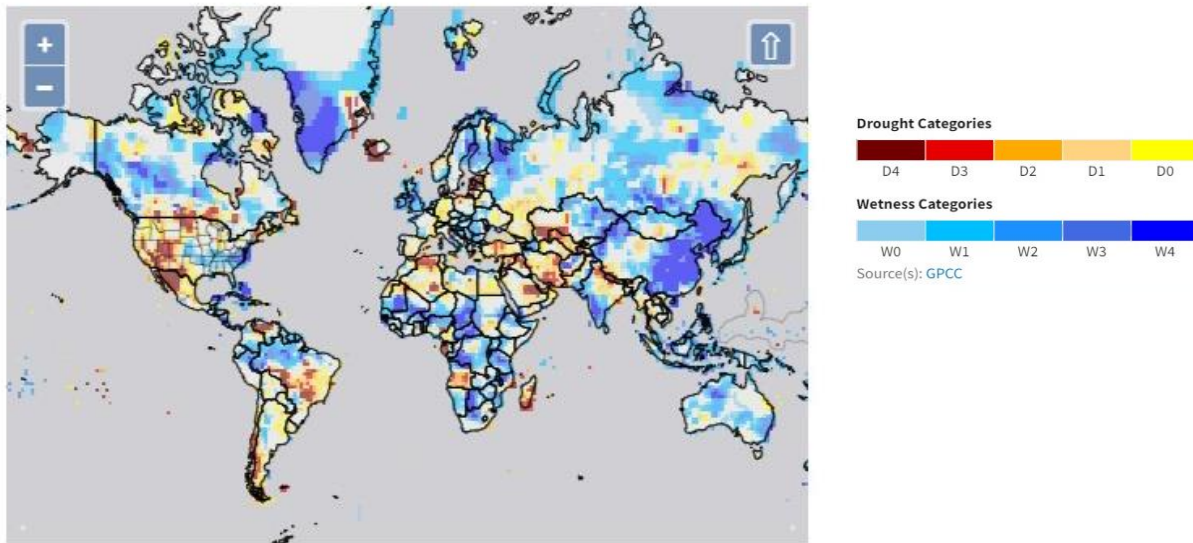 +
−
⇧
Drought Categories
D4 D3 D2 D1 D0
Wetness Categories
W0 W1 W2 W3 W4
Source(s): GPCC